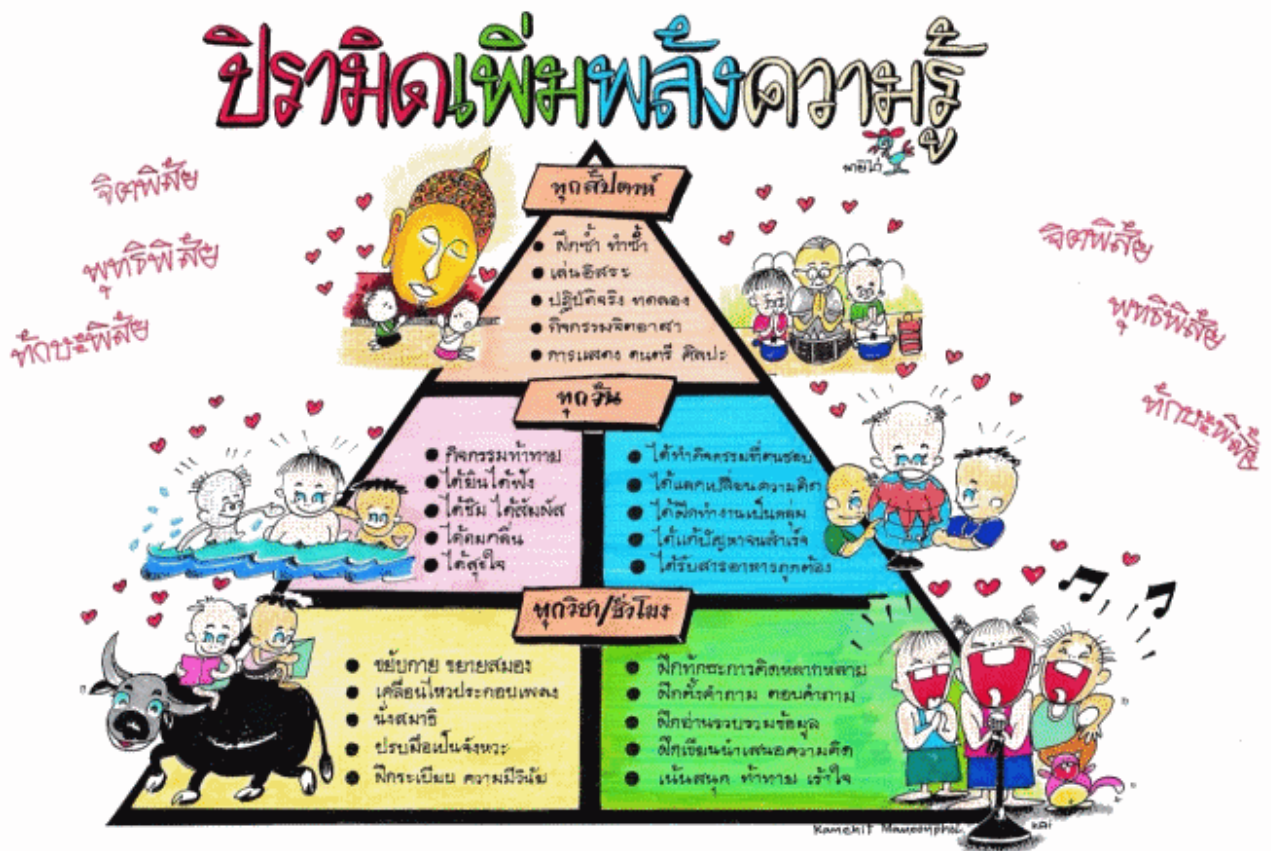 ปิรามิดเพิ่มพลังความรู้
พายไก่
จิตพิสัย
พุทธิพิสัย
ทักษะพิสัย
จิตพิสัย
พุทธิพิสัย
ทักษะพิสัย
ทุกสัปดาห์
● ฝึกซ้ำ ทำซ้ำ
● เล่นอิสระ
● ปฏิบัติจริง ทดลอง
● กิจกรรมจิตอาสา
● การแสดง ดนตรี ศิลปะ
ทุกวัน
● กิจกรรมท้าทาย
● ได้ยินได้ฟัง
● ได้ชิม ได้สัมผัส
● ได้ดมกลิ่น
● ได้สุขใจ
● ได้ทำกิจกรรมที่ตนชอบ
● ได้แลกเปลี่ยนความคิด
● ได้ฝึกทำงานเป็นกลุ่ม
● ได้แก้ปัญหาจนสำเร็จ
● ได้รับสารอาหารถูกต้อง
ทุกวิชา/ชั่วโมง
● ขยับกาย ขยายสมอง
● เคลื่อนไหวประกอบเพลง
● นั่งสมาธิ
● ปรบมือเป็นจังหวะ
● ฝึกระเบียบ ความมีวินัย
● ฝึกทักษะการคิดหลากหลาย
● ฝึกตั้งคำถาม ตอบคำถาม
● ฝึกอ่านรวบรวมข้อมูล
● ฝึกเขียนนำเสนอความคิด
● เน้นสนุก ท้าทาย เร้าใจ
Kai